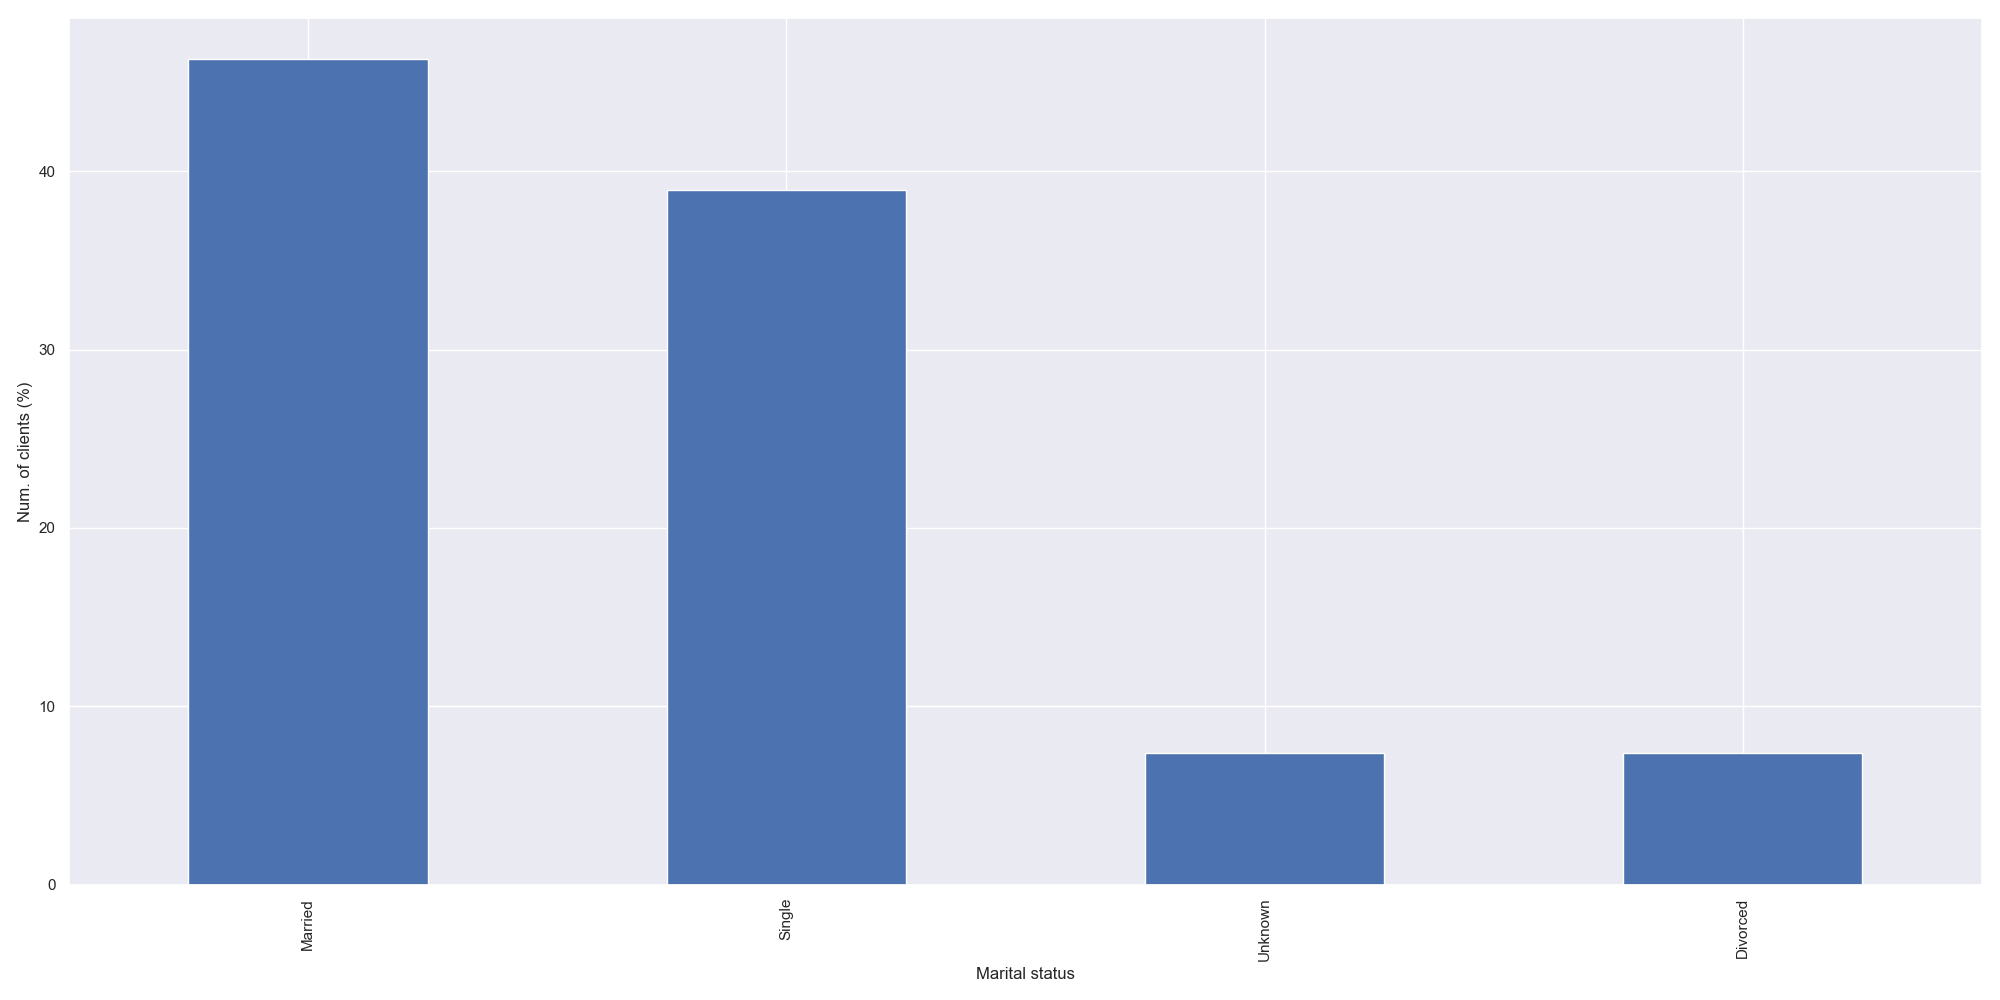 Num. of clients (%)
40
30
20
10
0
Married
Single
Unknown
Divorced
Marital status